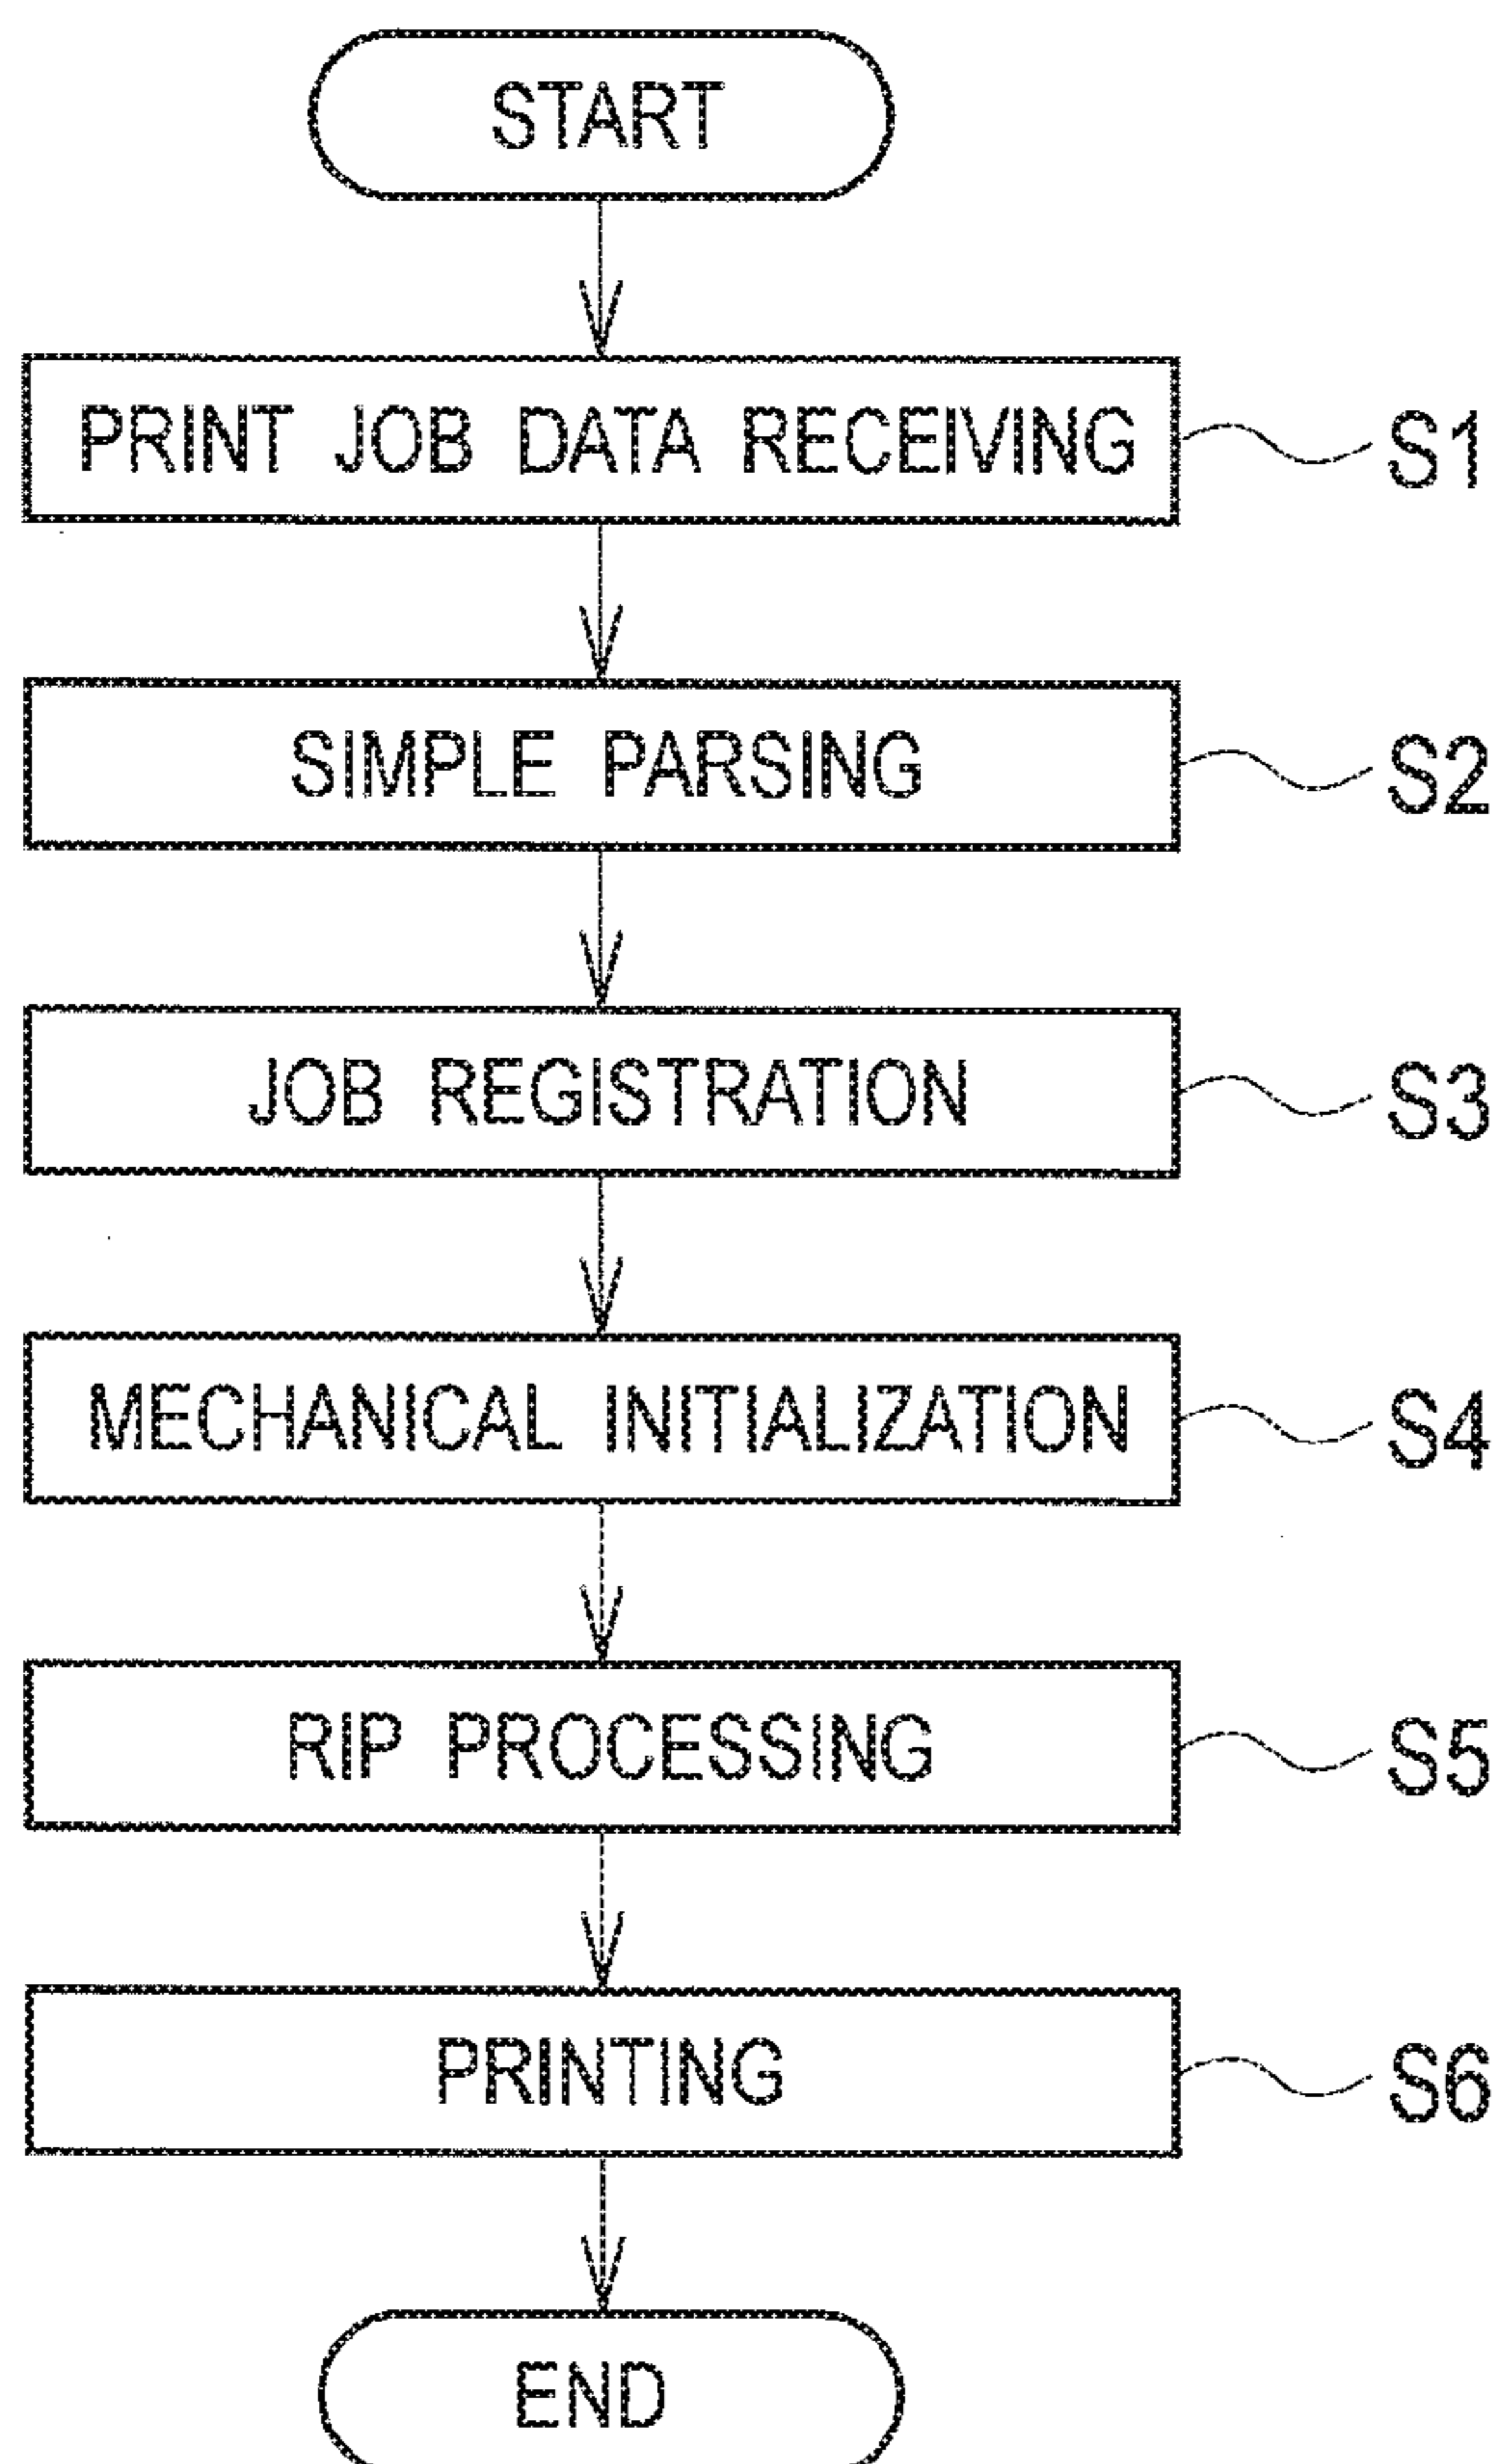 START
PRINT JOB DATA RECEIVING S1
SIMPLE PARSING S2
JOB REGISTRATION S3
MECHANICAL INITIALIZATION S4
RIP PROCESSING S5
PRINTING S6
END